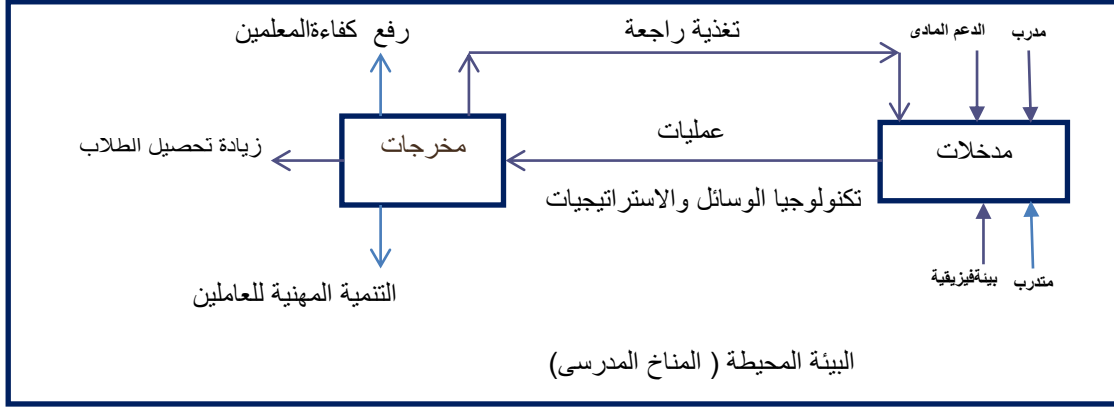 تغذية راجعة
رفع كفاءةالمعلمين
مدرب
الدعم المادى
مدخلات
عمليات
مخرجات
زيادة تحصيل الطلاب
تكنولوجيا الوسائل والاستراتيجيات
متدرب
بيئةفيزيقية
التنمية المهنية للعاملين
البيئة المحيطة ( المناخ المدرسى)